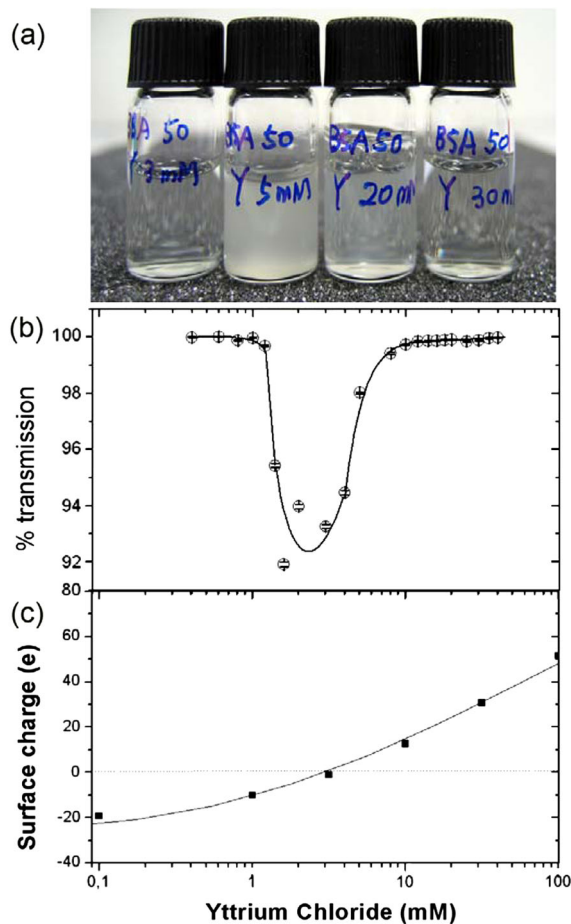 (a)
BSA 50 BSA 50 BSA 50 BSA 50
Y 3 mM Y 5 mM Y 20 mM Y 30 m
(b)
100
98
96
94
92
80
% transmission
(c)
60
40
20
0
-20
-40
Surface charge (e)
0,1 1 10 100
Yttrium Chloride (mM)